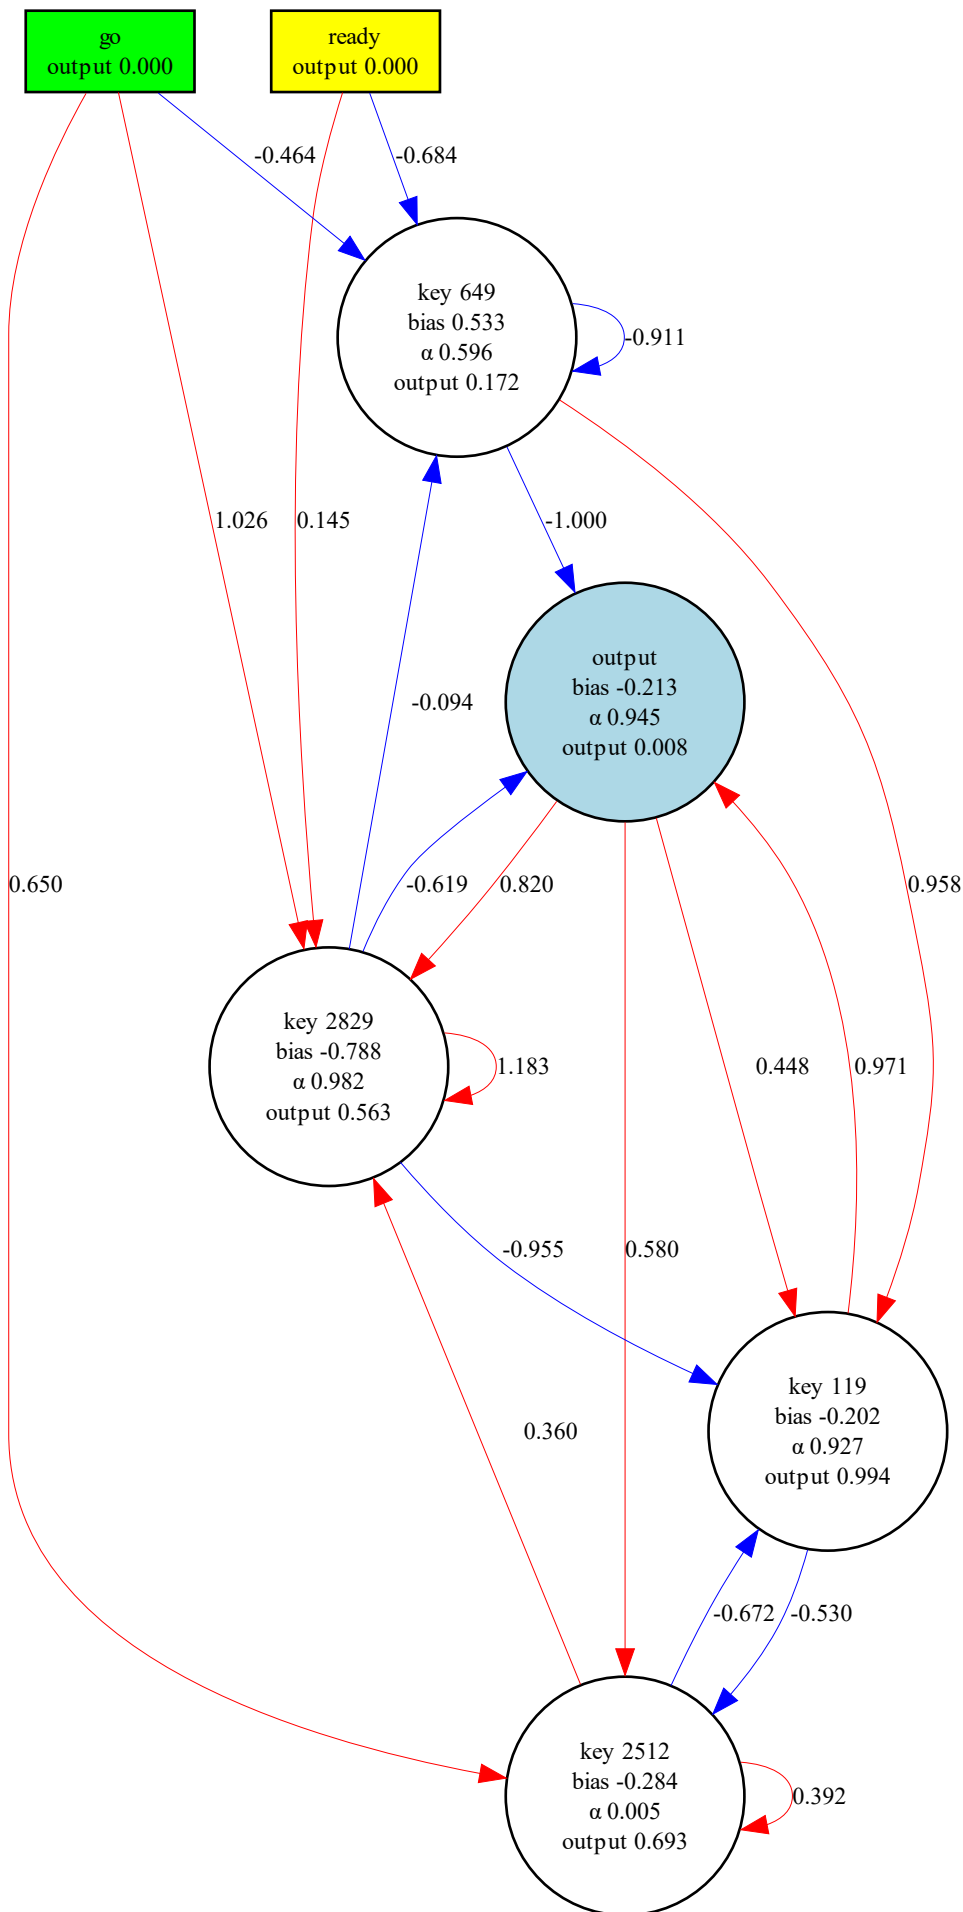 go
output 0.000
ready
output 0.000
-0.464
-0.684
key 649
bias 0.533
α 0.596
output 0.172
-0.911
1.026
0.145
-1.000
output
bias -0.213
α 0.945
output 0.008
-0.094
0.650
-0.619
0.820
0.958
key 2829
bias -0.788
α 0.982
output 0.563
1.183
0.448
0.971
-0.955
0.580
key 119
bias -0.202
α 0.927
output 0.994
0.360
-0.672
-0.530
key 2512
bias -0.284
α 0.005
output 0.693
0.392